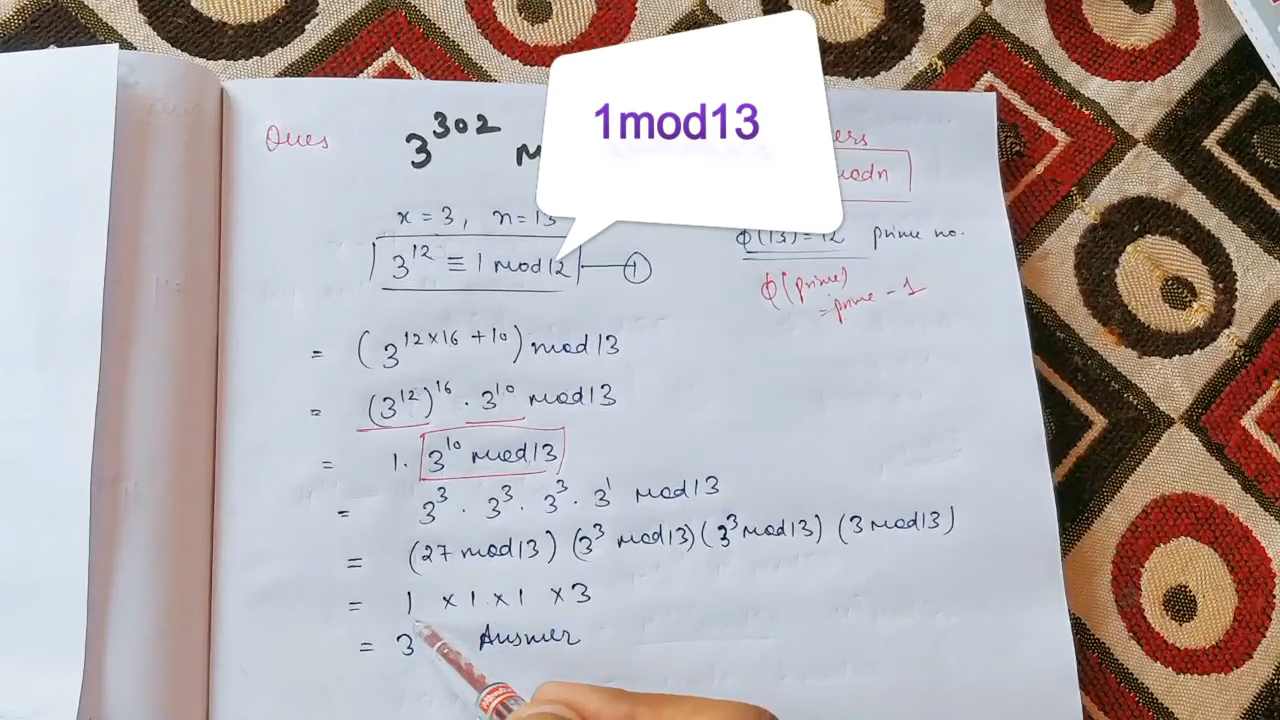 1mod13
Ques 3^302
x = 3, n = 13
3^12 ≡ 1 mod 12 —①
ϕ(13) = 12 prime no.
ϕ(prime)
= prime - 1
= (3^12×16 + 10) mod 13
= (3^12)^16 . 3^10 mod 13
= 1. 3^10 mod 13
= 3^3 . 3^3 . 3^3 . 3^1 mod 13
= (27 mod 13) (3^3 mod 13) (3^3 mod 13) (3 mod 13)
= 1 × 1 × 1 × 3
= 3 Answer